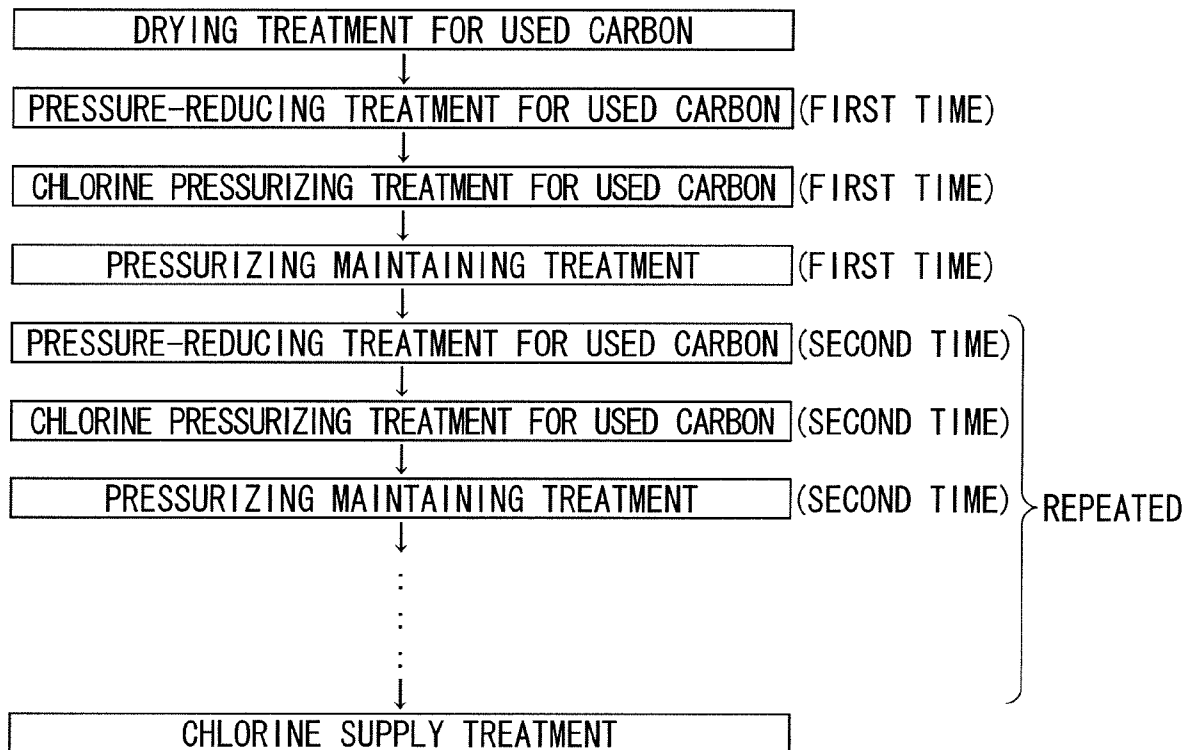 DRYING TREATMENT FOR USED CARBON
PRESSURE-REDUCING TREATMENT FOR USED CARBON (FIRST TIME)
CHLORINE PRESSURIZING TREATMENT FOR USED CARBON (FIRST TIME)
PRESSURIZING MAINTAINING TREATMENT (FIRST TIME)
PRESSURE-REDUCING TREATMENT FOR USED CARBON (SECOND TIME)
CHLORINE PRESSURIZING TREATMENT FOR USED CARBON (SECOND TIME)
PRESSURIZING MAINTAINING TREATMENT (SECOND TIME)
REPEATED
CHLORINE SUPPLY TREATMENT